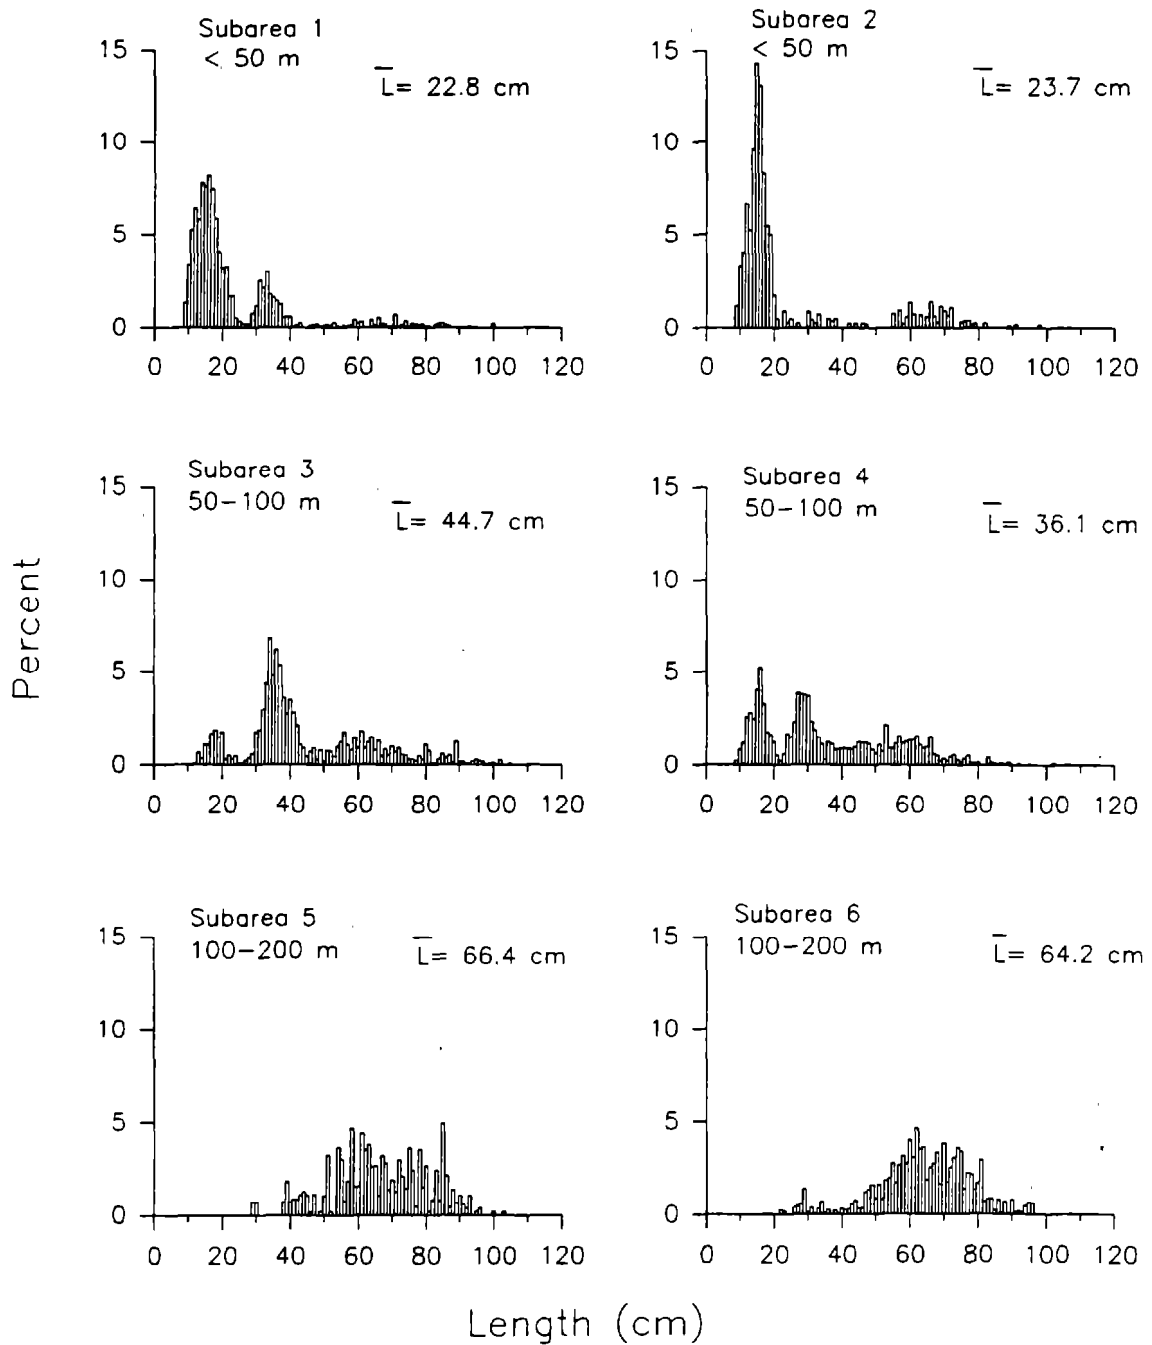 Subarea 1
< 50 m
L= 22.8 cm
15
10
5
0
0 20 40 60 80 100 120
Subarea 2
< 50 m
L= 23.7 cm
15
10
5
0
0 20 40 60 80 100 120
Subarea 3
50-100 m
L= 44.7 cm
15
10
5
0
0 20 40 60 80 100 120
Subarea 4
50-100 m
L= 36.1 cm
15
10
5
0
0 20 40 60 80 100 120
Percent
Subarea 5
100-200 m
L= 66.4 cm
15
10
5
0
0 20 40 60 80 100 120
Subarea 6
100-200 m
L= 64.2 cm
15
10
5
0
0 20 40 60 80 100 120
Length (cm)